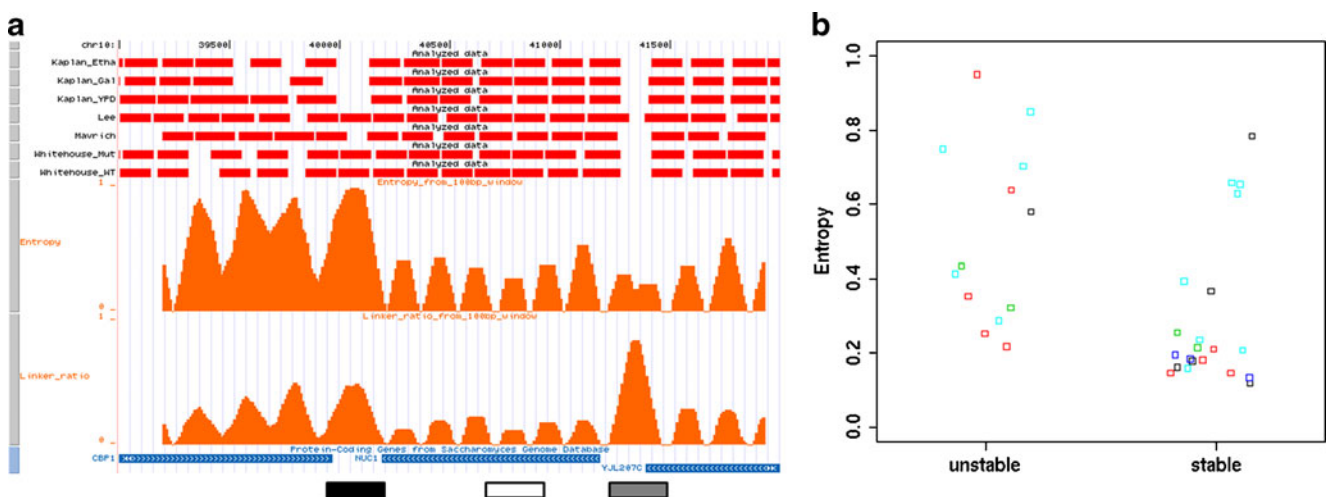 a
chr10: 39500 40000 40500 41000 41500
Analyzed data
Kaplan_Etha
Analyzed data
Kaplan_Gal
Analyzed data
Kaplan_YPD
Analyzed data
Lee
Analyzed data
Mavrich
Analyzed data
Whitehouse_Mut
Analyzed data
Whitehouse_WT
1 _ Entropy_from_100bp_window
Entropy
0 _
Linker_ratio_from_100bp_window
1 _
Linker_ratio
0 _
Protein-Coding Genes from Saccharomyces Genome Database
CBP1
NUC1
YJL207C
b
Entropy
1.0
0.8
0.6
0.4
0.2
0.0
unstable stable